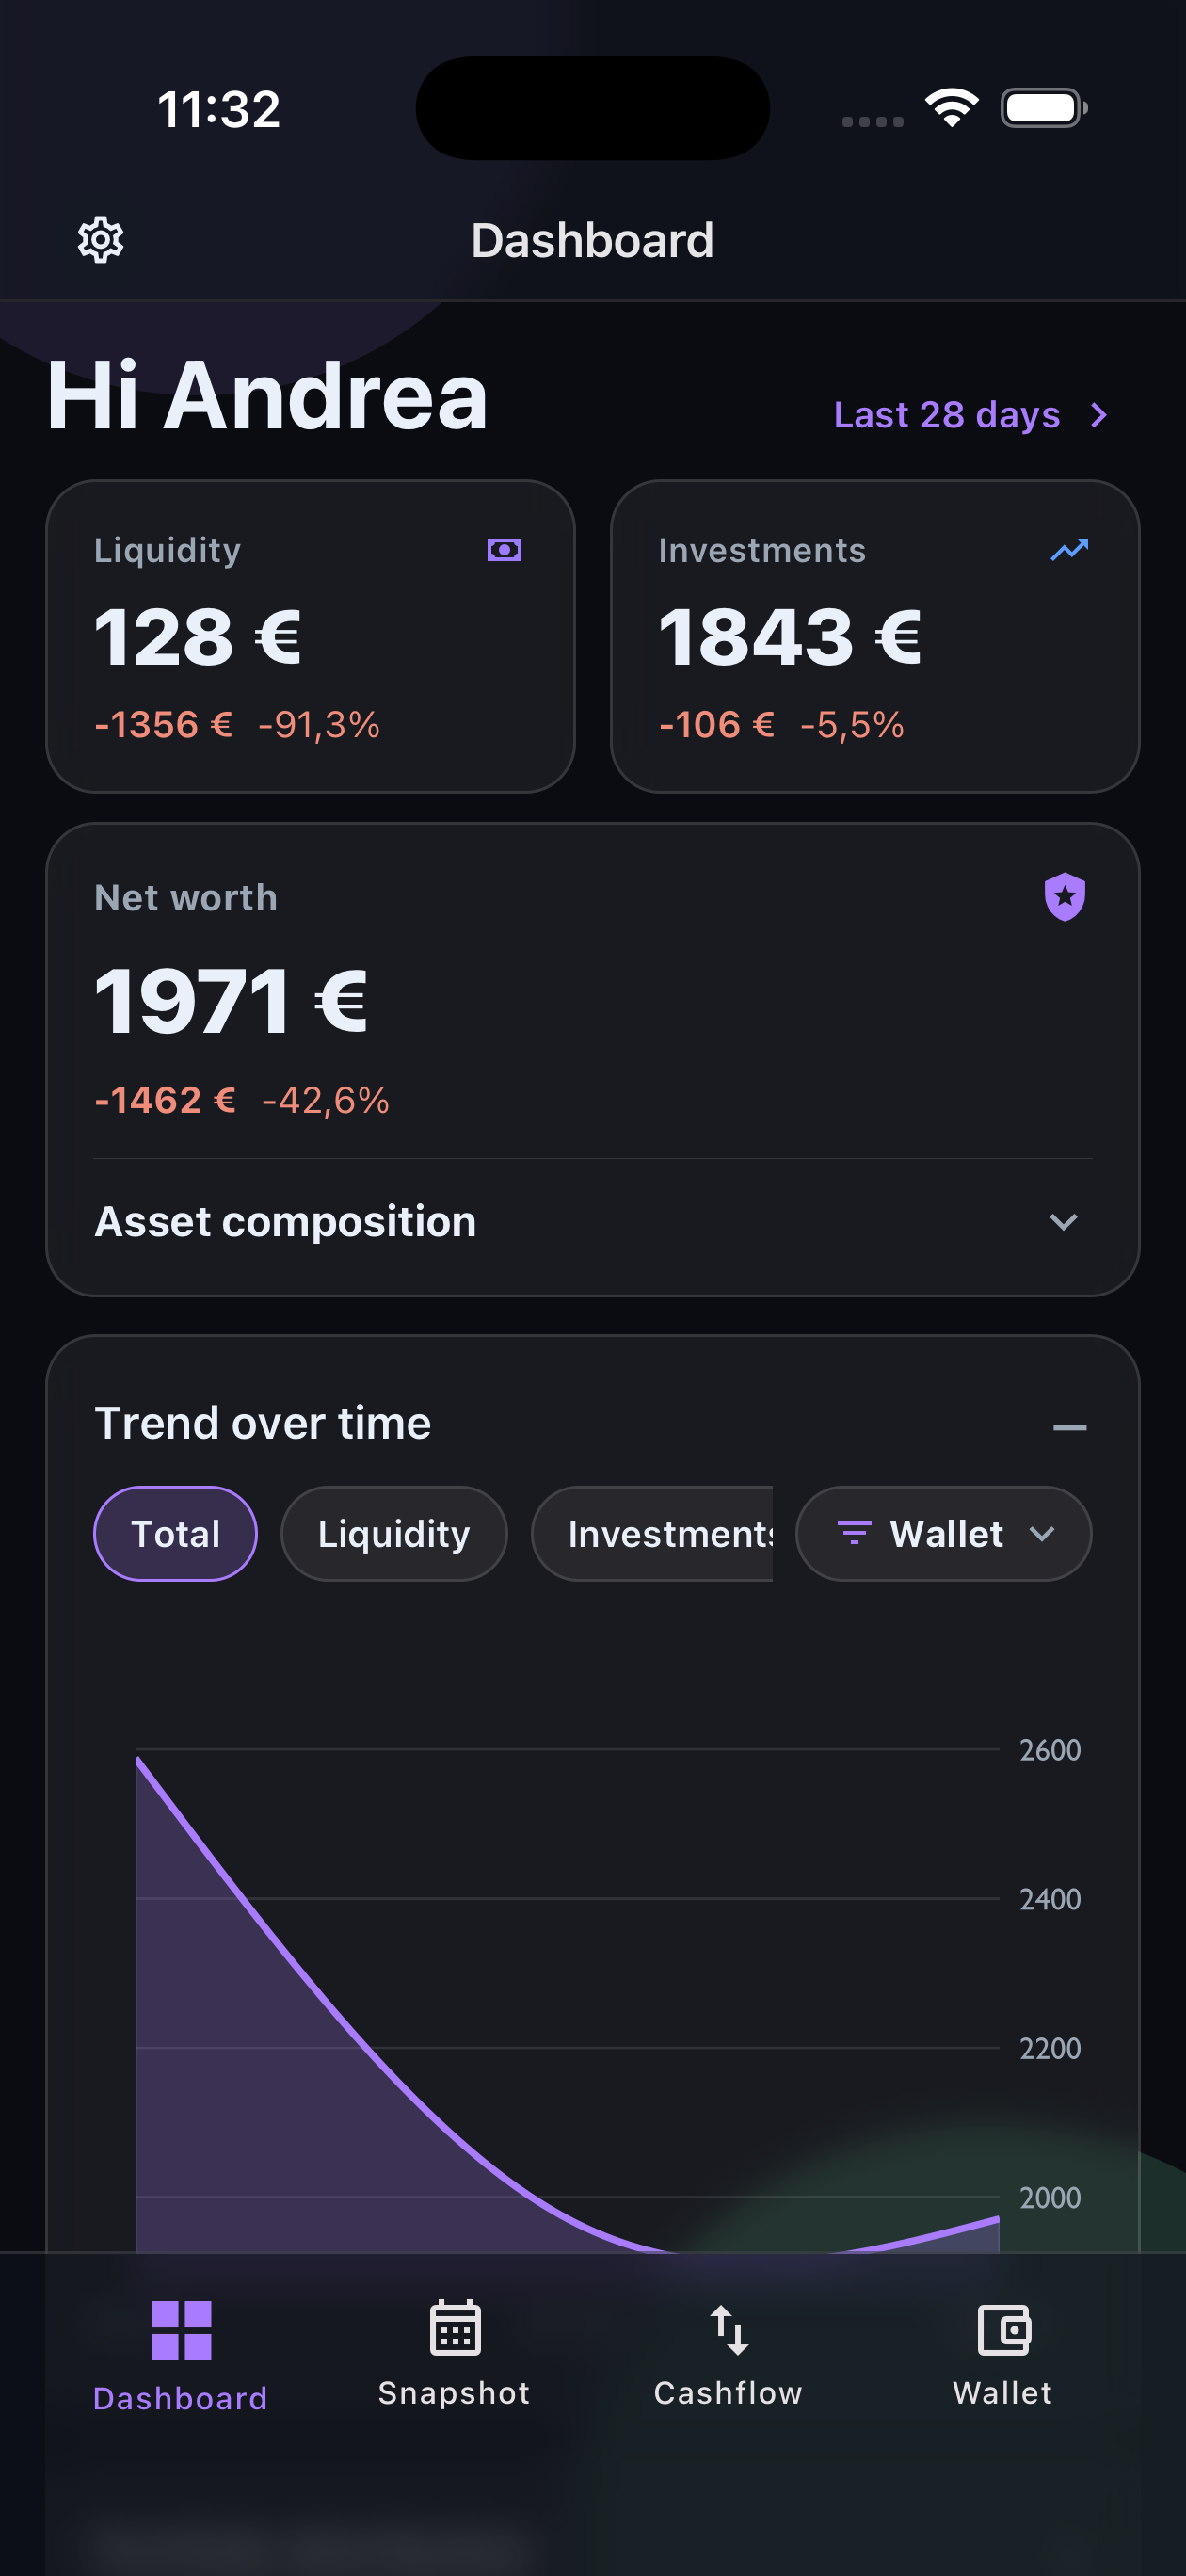 11:32
Dashboard
Hi Andrea
Last 28 days
Liquidity
128 €
-1356 € -91,3%
Investments
1843 €
-106 € -5,5%
Net worth
1971 €
-1462 € -42,6%
Asset composition
Trend over time
Total
Liquidity
Investments
Wallet
2600
2400
2200
2000
Dashboard
Snapshot
Cashflow
Wallet